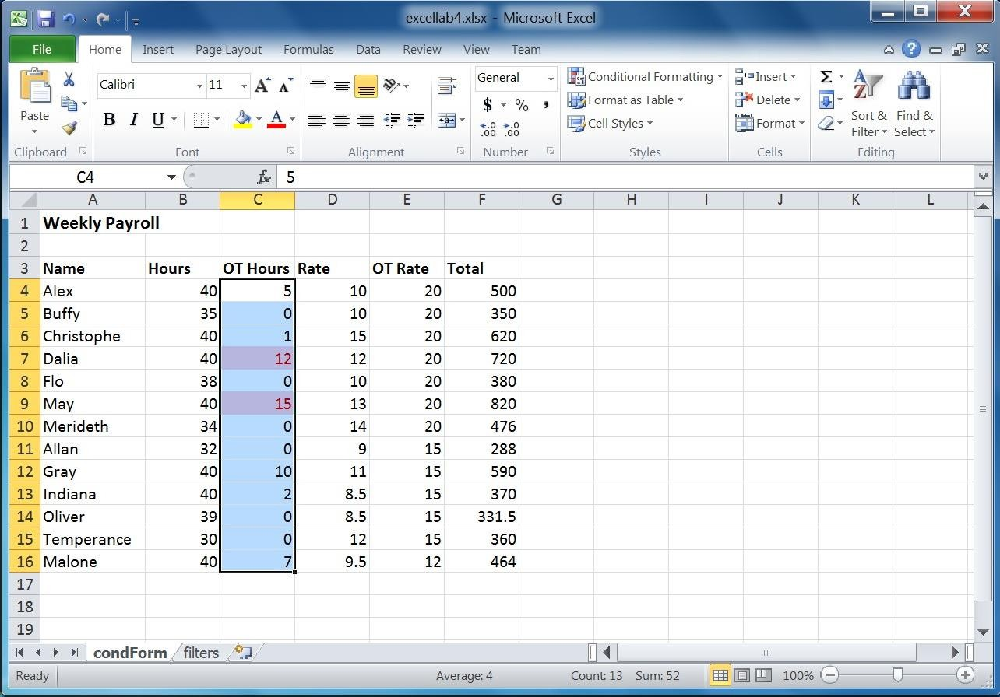 excellab4.xlsx - Microsoft Excel
File Home Insert Page Layout Formulas Data Review View Team
Calibri 11 General Conditional Formatting Insert Σ
Format as Table Delete
$ % ,
Paste B I U A Cell Styles Format Sort & Find &
.00 .00 Filter Select
Clipboard Font Alignment Number Styles Cells Editing
C4 fx 5
A B C D E F G H I J K L
1 Weekly Payroll
2
3 Name Hours OT Hours Rate OT Rate Total
4 Alex 40 5 10 20 500
5 Buffy 35 0 10 20 350
6 Christophe 40 1 15 20 620
7 Dalia 40 12 12 20 720
8 Flo 38 0 10 20 380
9 May 40 15 13 20 820
10 Merideth 34 0 14 20 476
11 Allan 32 0 9 15 288
12 Gray 40 10 11 15 590
13 Indiana 40 2 8.5 15 370
14 Oliver 39 0 8.5 15 331.5
15 Temperance 30 0 12 15 360
16 Malone 40 7 9.5 12 464
17
18
19
condForm filters
Ready Average: 4 Count: 13 Sum: 52 100%